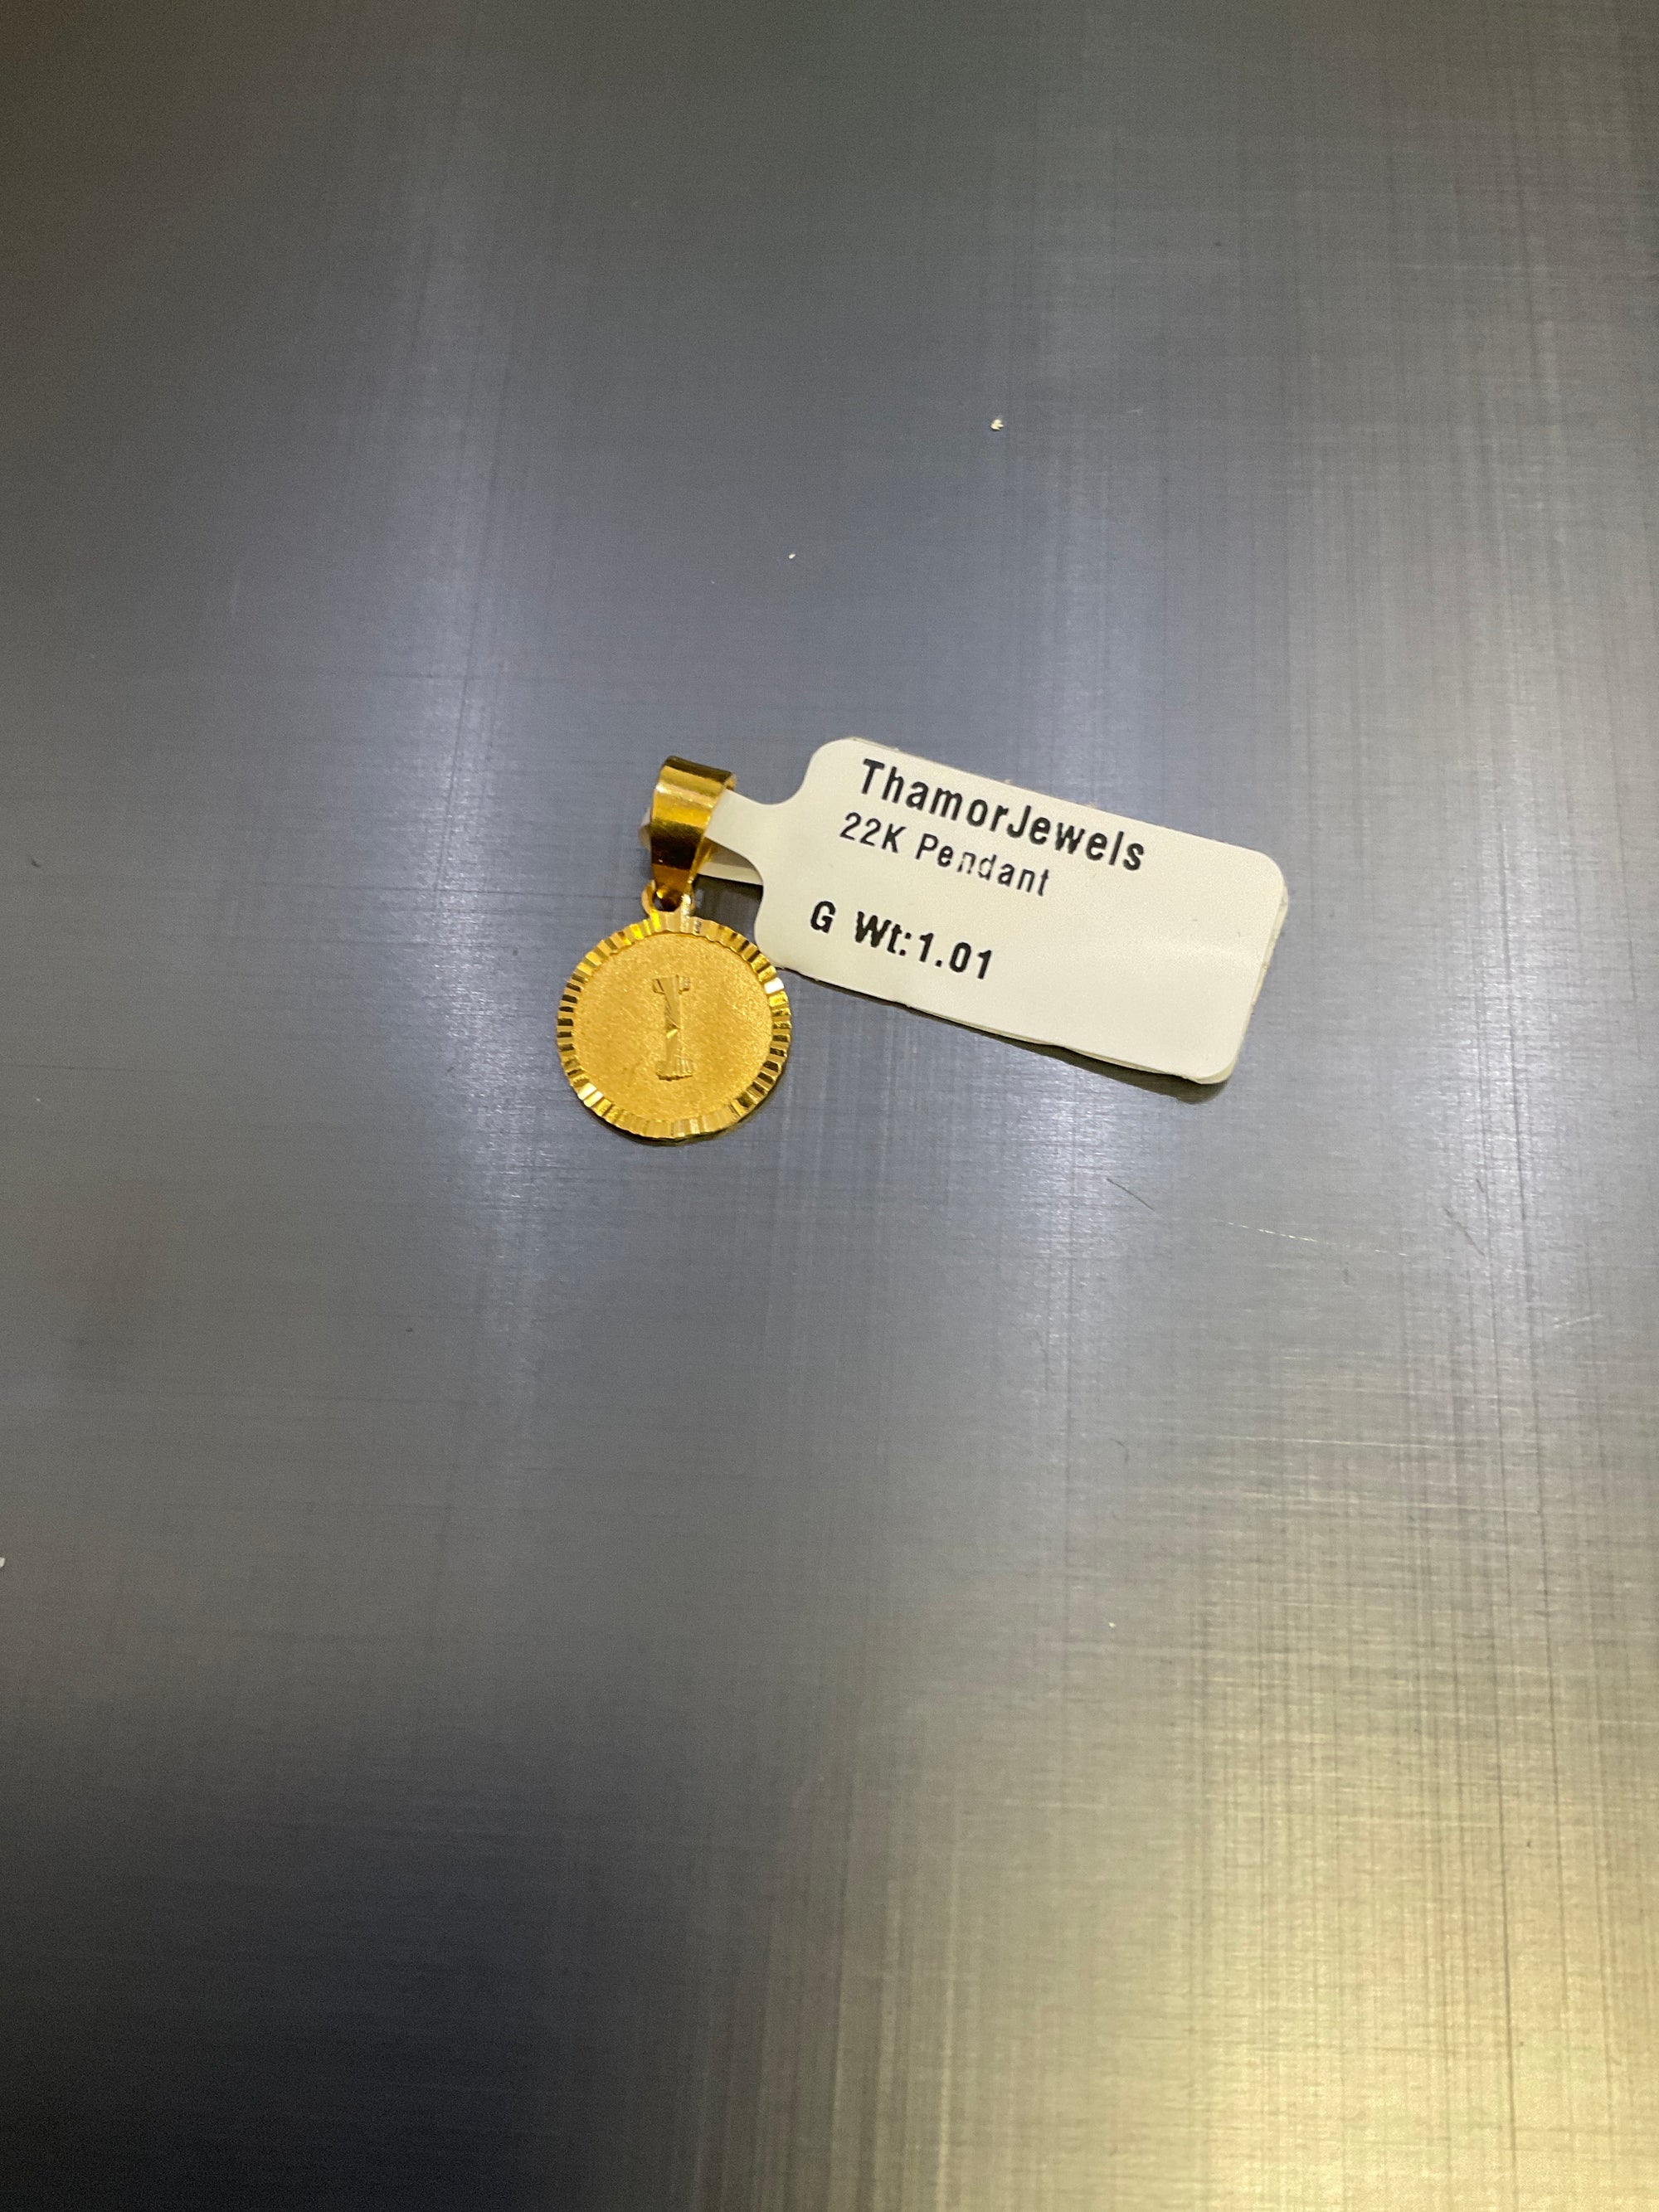 ThamorJewels
22K Pendant
G Wt:1.01
I